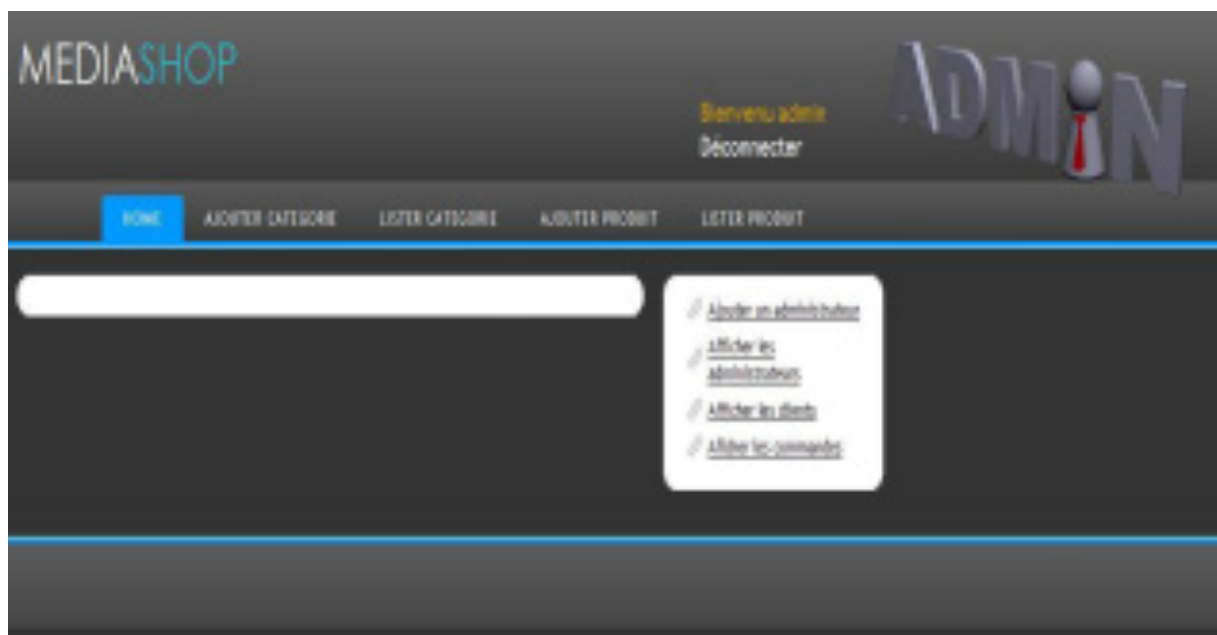 MEDIASHOP
ADMIN
Bienvenu admin
Déconnecter
HOME
AJOUTER CATEGORIE
LISTER CATEGORIE
AJOUTER PRODUIT
LISTER PRODUIT
Ajouter un administrateur
Afficher les
administrateurs
Afficher les clients
Afficher les commandes